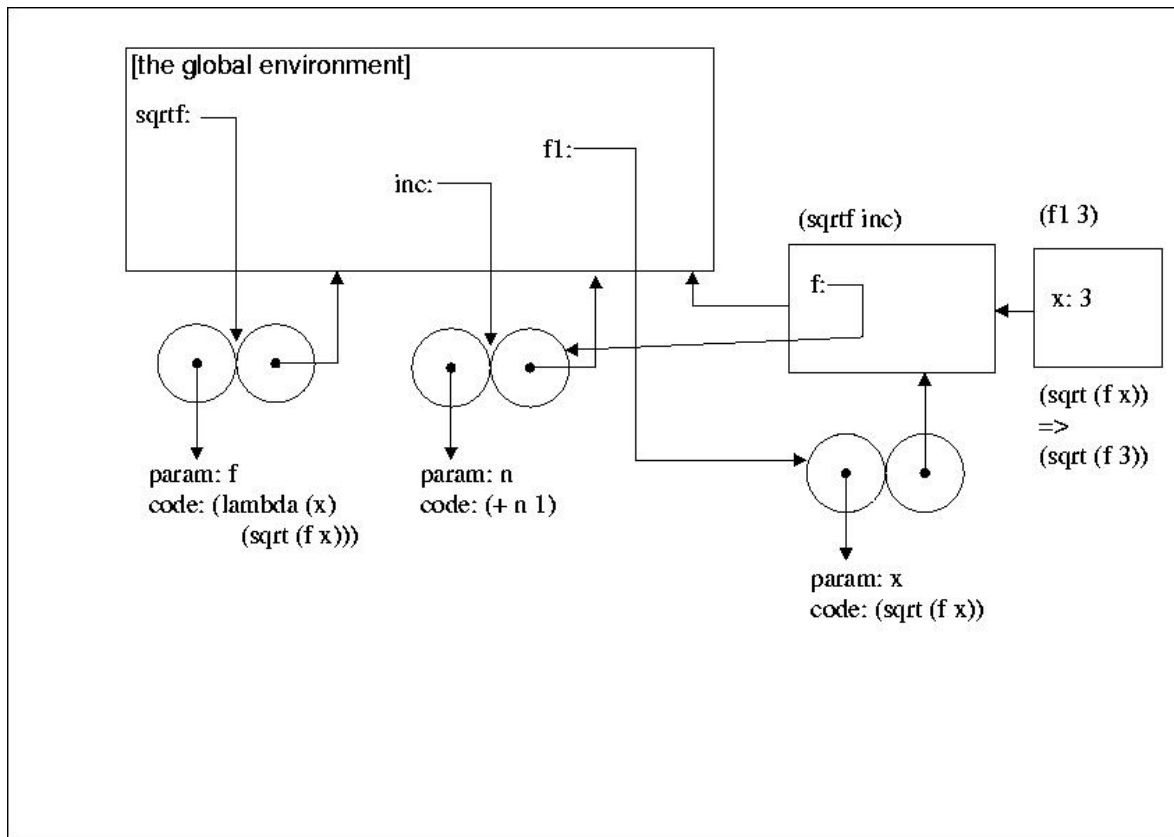 [the global environment]
sqrtf:
f1:
inc:
(sqrtf inc)
(f1 3)
f:
x: 3
(sqrt (f x))
=>
(sqrt (f 3))
param: f
code: (lambda (x)
(sqrt (f x)))
param: n
code: (+ n 1)
param: x
code: (sqrt (f x))